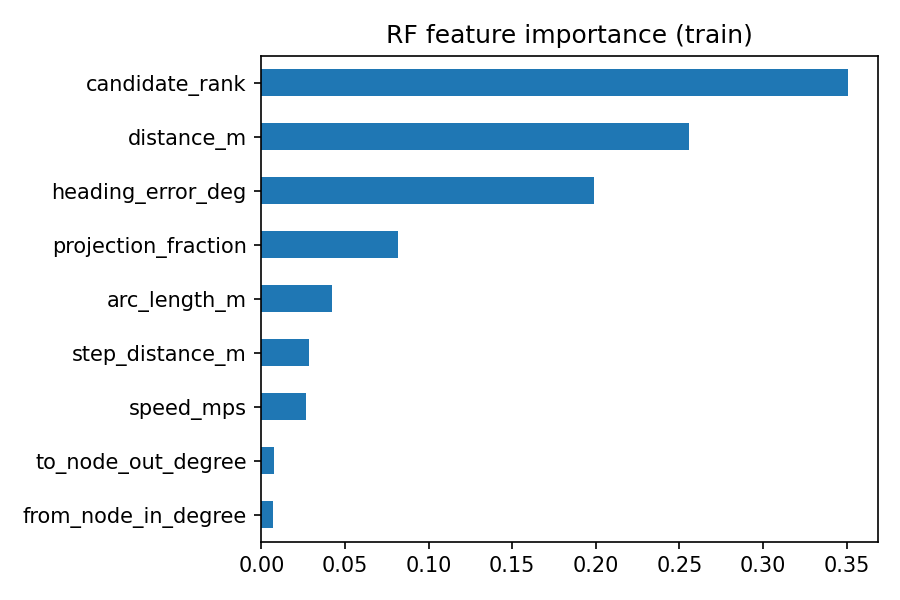 RF feature importance (train)
candidate_rank
distance_m
heading_error_deg
projection_fraction
arc_length_m
step_distance_m
speed_mps
to_node_out_degree
from_node_in_degree
0.00 0.05 0.10 0.15 0.20 0.25 0.30 0.35